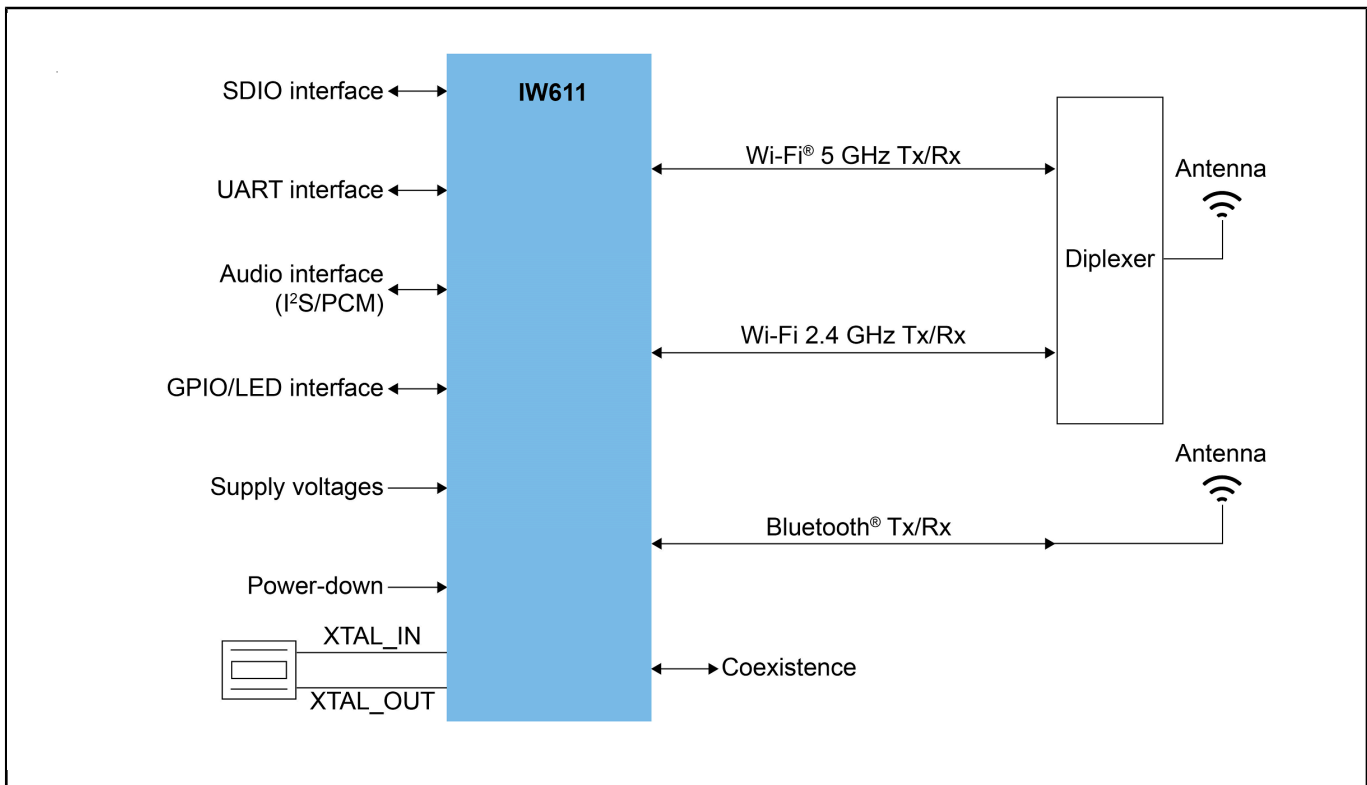 IW611
SDIO interface
UART interface
Audio interface
(I²S/PCM)
GPIO/LED interface
Supply voltages
Power-down
XTAL_IN
XTAL_OUT
Wi-Fi® 5 GHz Tx/Rx
Wi-Fi 2.4 GHz Tx/Rx
Bluetooth® Tx/Rx
Coexistence
Diplexer
Antenna
Antenna